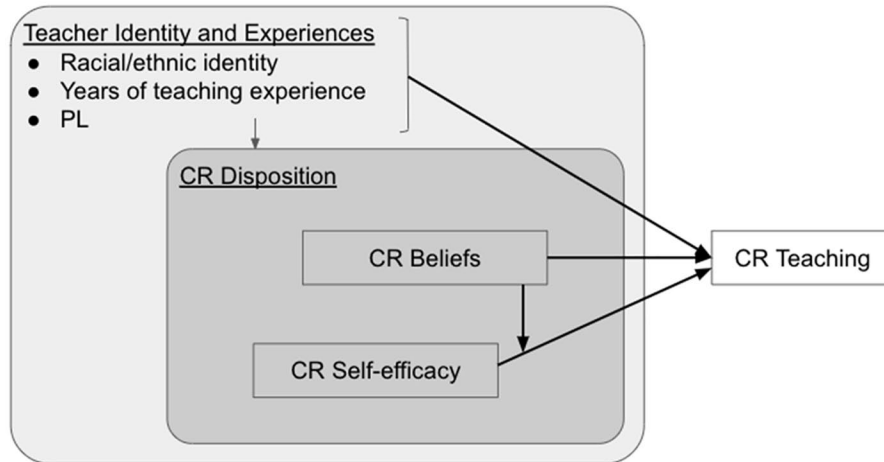 Teacher Identity and Experiences
● Racial/ethnic identity
● Years of teaching experience
● PL
CR Disposition
CR Beliefs
CR Teaching
CR Self-efficacy